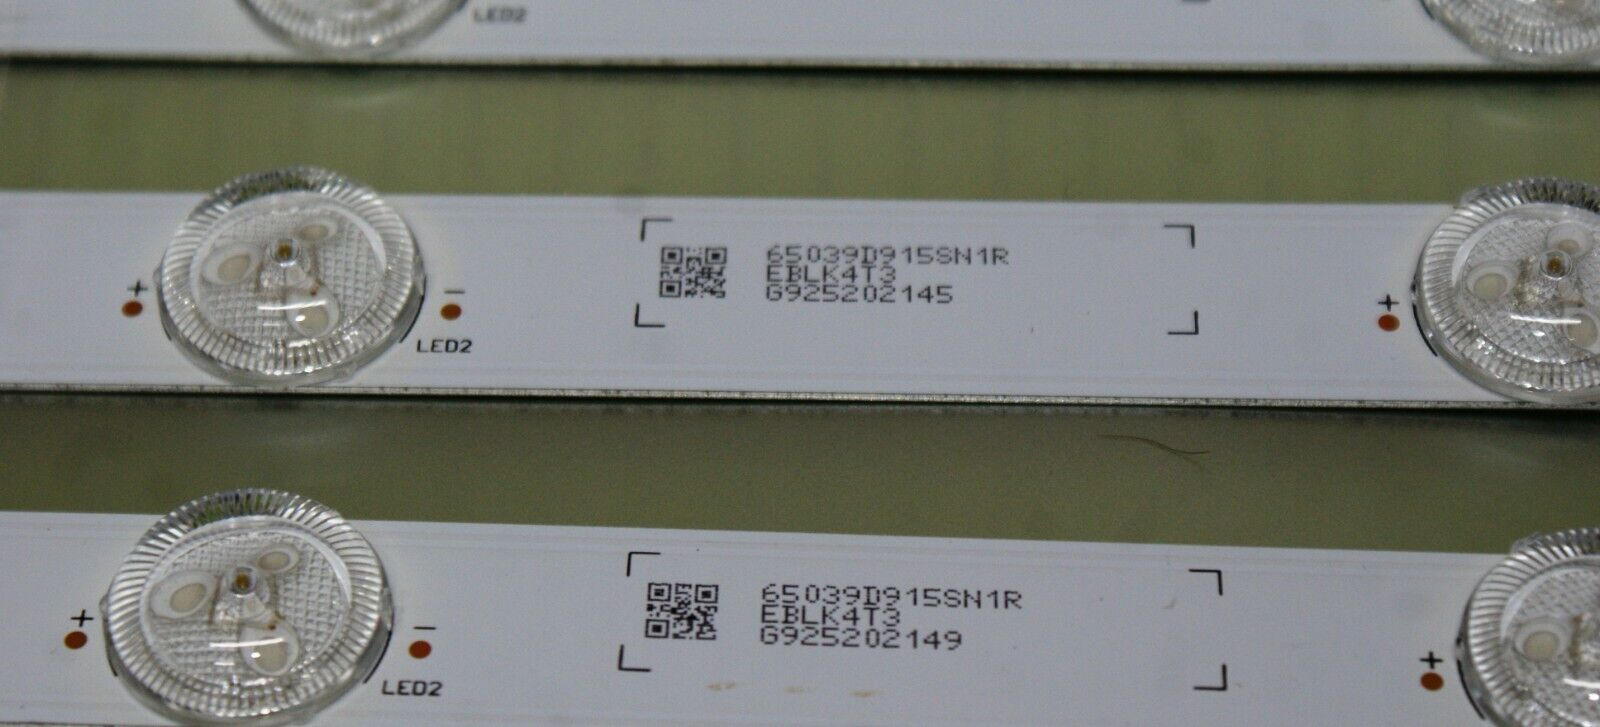 LED2
+
−
65039D915SN1R
EBLK4T3
G925202145
+
LED2
+
−
65039D915SN1R
EBLK4T3
G925202149
+
LED2